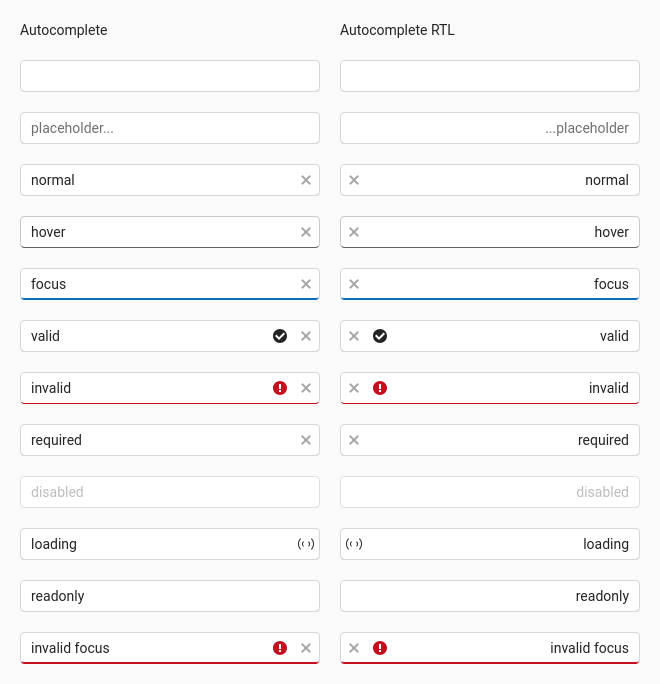 Autocomplete
Autocomplete RTL
placeholder...
...placeholder
normal
normal
hover
hover
focus
focus
valid
valid
invalid
invalid
required
required
disabled
disabled
loading
loading
readonly
readonly
invalid focus
invalid focus